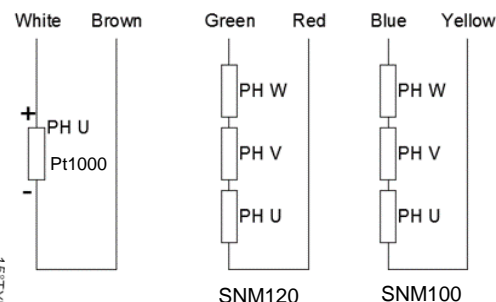 White Brown Green Red Blue Yellow
PH W PH W
+
PH U
PH V PH V
Pt1000
-
PH U PH U
SNM120 SNM100